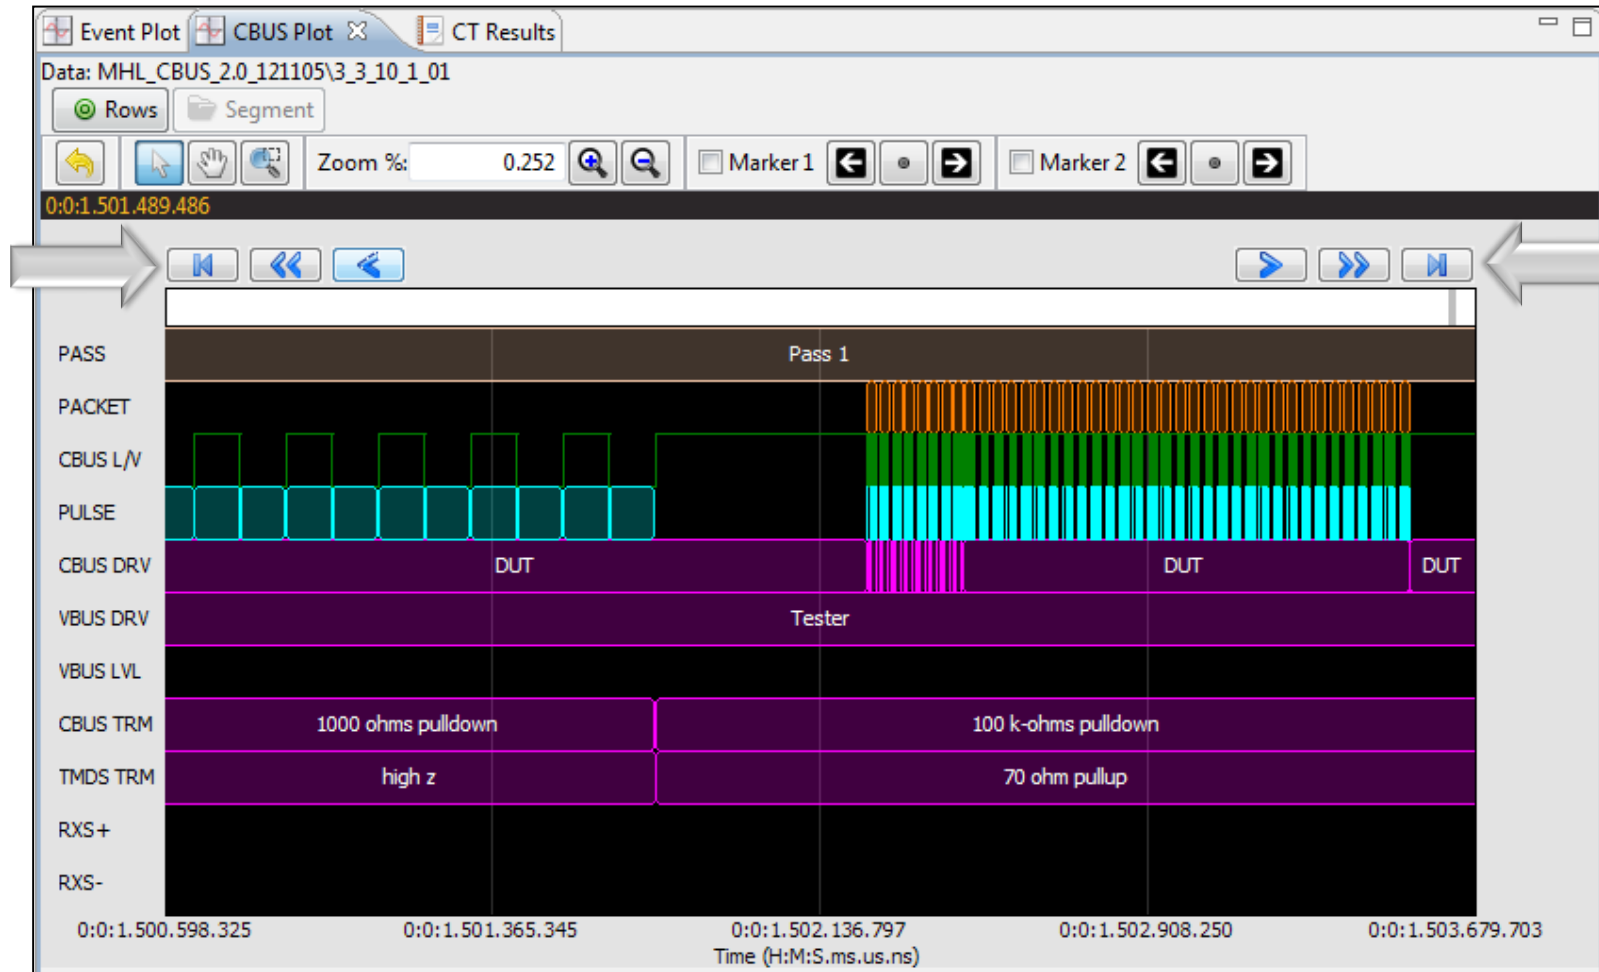 Event Plot CBUS Plot CT Results
Data: MHL_CBUS_2.0_121105\3_3_10_1_01
Rows Segment
Zoom %: 0.252 Marker 1 Marker 2
0:0:1.501.489.486
PASS Pass 1
PACKET
CBUS L/V
PULSE
CBUS DRV DUT DUT DUT
VBUS DRV Tester
VBUS LVL
CBUS TRM 1000 ohms pulldown 100 k-ohms pulldown
TMDS TRM high z 70 ohm pullup
RXS+
RXS-
0:0:1.500.598.325 0:0:1.501.365.345 0:0:1.502.136.797 0:0:1.502.908.250 0:0:1.503.679.703
Time (H:M:S.ms.us.ns)